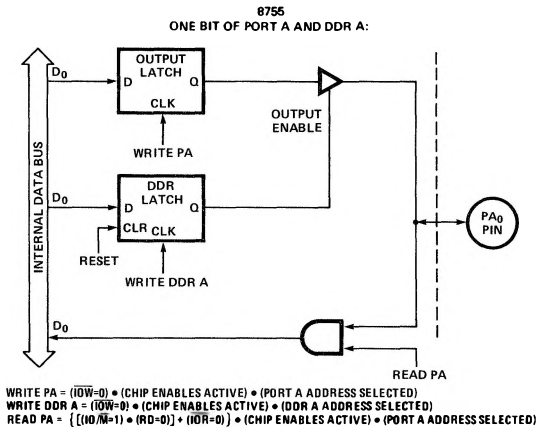 8755
ONE BIT OF PORT A AND DDR A:
D0
OUTPUT
LATCH
D
Q
CLK
OUTPUT
ENABLE
WRITE PA
INTERNAL DATA BUS
D0
DDR
LATCH
D
Q
CLR CLK
RESET
WRITE DDR A
PA0
PIN
D0
READ PA
WRITE PA = (I̅O̅W̅=0) • (CHIP ENABLES ACTIVE) • (PORT A ADDRESS SELECTED)
WRITE DDR A = (I̅O̅W̅=0) • (CHIP ENABLES ACTIVE) • (DDR A ADDRESS SELECTED)
READ PA = {[(IO/M̅=1) • (RD=0)] + (I̅O̅R̅=0)} • (CHIP ENABLES ACTIVE) • (PORT A ADDRESS SELECTED)